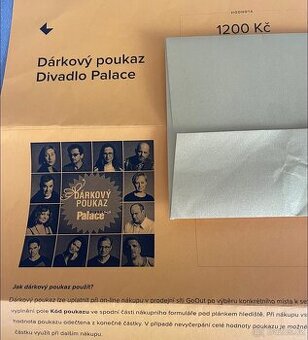 HODNOTA
1200 Kč
Dárkový poukaz
Divadlo Palace
DÁRKOVÝ
POUKAZ
Palace
Jak dárkový poukaz použít?
Dárkový poukaz lze uplatnit při on-line nákupu v prodejní síti GoOut po výběru konkrétního místa k se
vyplnění pole Kód poukazu ve spodní části nákupního formuláře pod plánkem hlediště. Při nákupu v
hodnota poukazu odečtena z konečné částky. V případě nevyčerpání celé hodnoty poukazu je možn
částku využít při dalším nákupu.